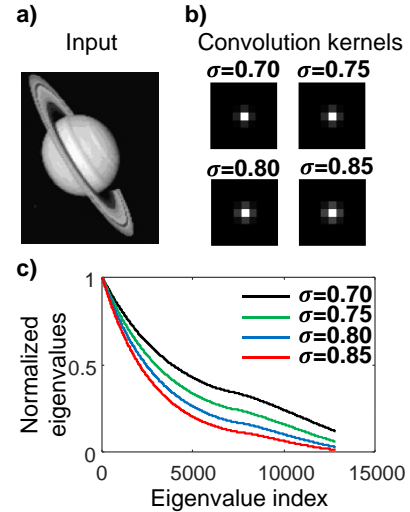 a)
Input
b)
Convolution kernels
σ=0.70
σ=0.75
σ=0.80
σ=0.85
c)
Normalized
eigenvalues
1
0.5
0
σ=0.70
σ=0.75
σ=0.80
σ=0.85
0
5000
10000
15000
Eigenvalue index